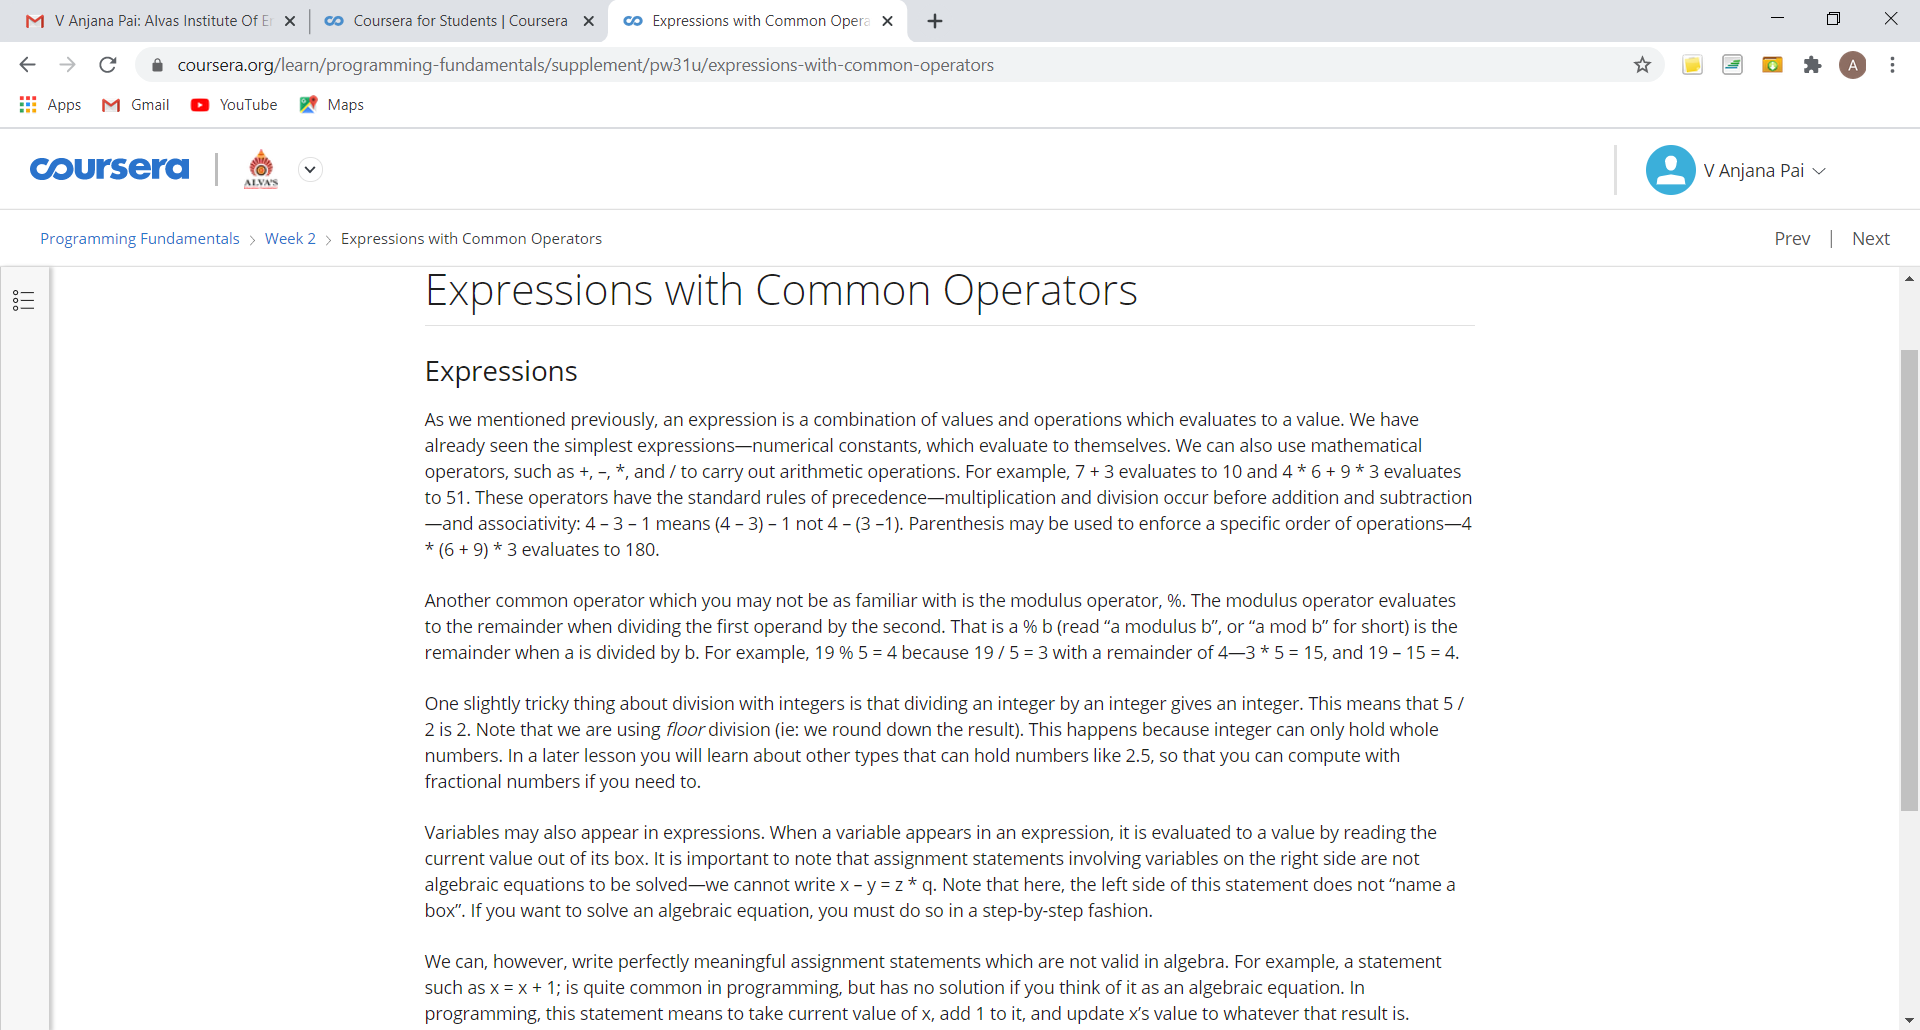 V Anjana Pai: Alvas Institute Of E
Coursera for Students | Coursera
Expressions with Common Opera
coursera.org/learn/programming-fundamentals/supplement/pw31u/expressions-with-common-operators
A
Apps
Gmail
YouTube
Maps
coursera
ALVA'S
V Anjana Pai
Programming Fundamentals > Week 2 > Expressions with Common Operators
Prev | Next
Expressions with Common Operators
Expressions
As we mentioned previously, an expression is a combination of values and operations which evaluates to a value. We have
already seen the simplest expressions—numerical constants, which evaluate to themselves. We can also use mathematical
operators, such as +, –, *, and / to carry out arithmetic operations. For example, 7 + 3 evaluates to 10 and 4 * 6 + 9 * 3 evaluates
to 51. These operators have the standard rules of precedence—multiplication and division occur before addition and subtraction
—and associativity: 4 – 3 – 1 means (4 – 3) – 1 not 4 – (3 –1). Parenthesis may be used to enforce a specific order of operations—4
* (6 + 9) * 3 evaluates to 180.
Another common operator which you may not be as familiar with is the modulus operator, %. The modulus operator evaluates
to the remainder when dividing the first operand by the second. That is a % b (read “a modulus b”, or “a mod b” for short) is the
remainder when a is divided by b. For example, 19 % 5 = 4 because 19 / 5 = 3 with a remainder of 4—3 * 5 = 15, and 19 – 15 = 4.
One slightly tricky thing about division with integers is that dividing an integer by an integer gives an integer. This means that 5 /
2 is 2. Note that we are using floor division (ie: we round down the result). This happens because integer can only hold whole
numbers. In a later lesson you will learn about other types that can hold numbers like 2.5, so that you can compute with
fractional numbers if you need to.
Variables may also appear in expressions. When a variable appears in an expression, it is evaluated to a value by reading the
current value out of its box. It is important to note that assignment statements involving variables on the right side are not
algebraic equations to be solved—we cannot write x – y = z * q. Note that here, the left side of this statement does not “name a
box”. If you want to solve an algebraic equation, you must do so in a step-by-step fashion.
We can, however, write perfectly meaningful assignment statements which are not valid in algebra. For example, a statement
such as x = x + 1; is quite common in programming, but has no solution if you think of it as an algebraic equation. In
programming, this statement means to take current value of x, add 1 to it, and update x’s value to whatever that result is.